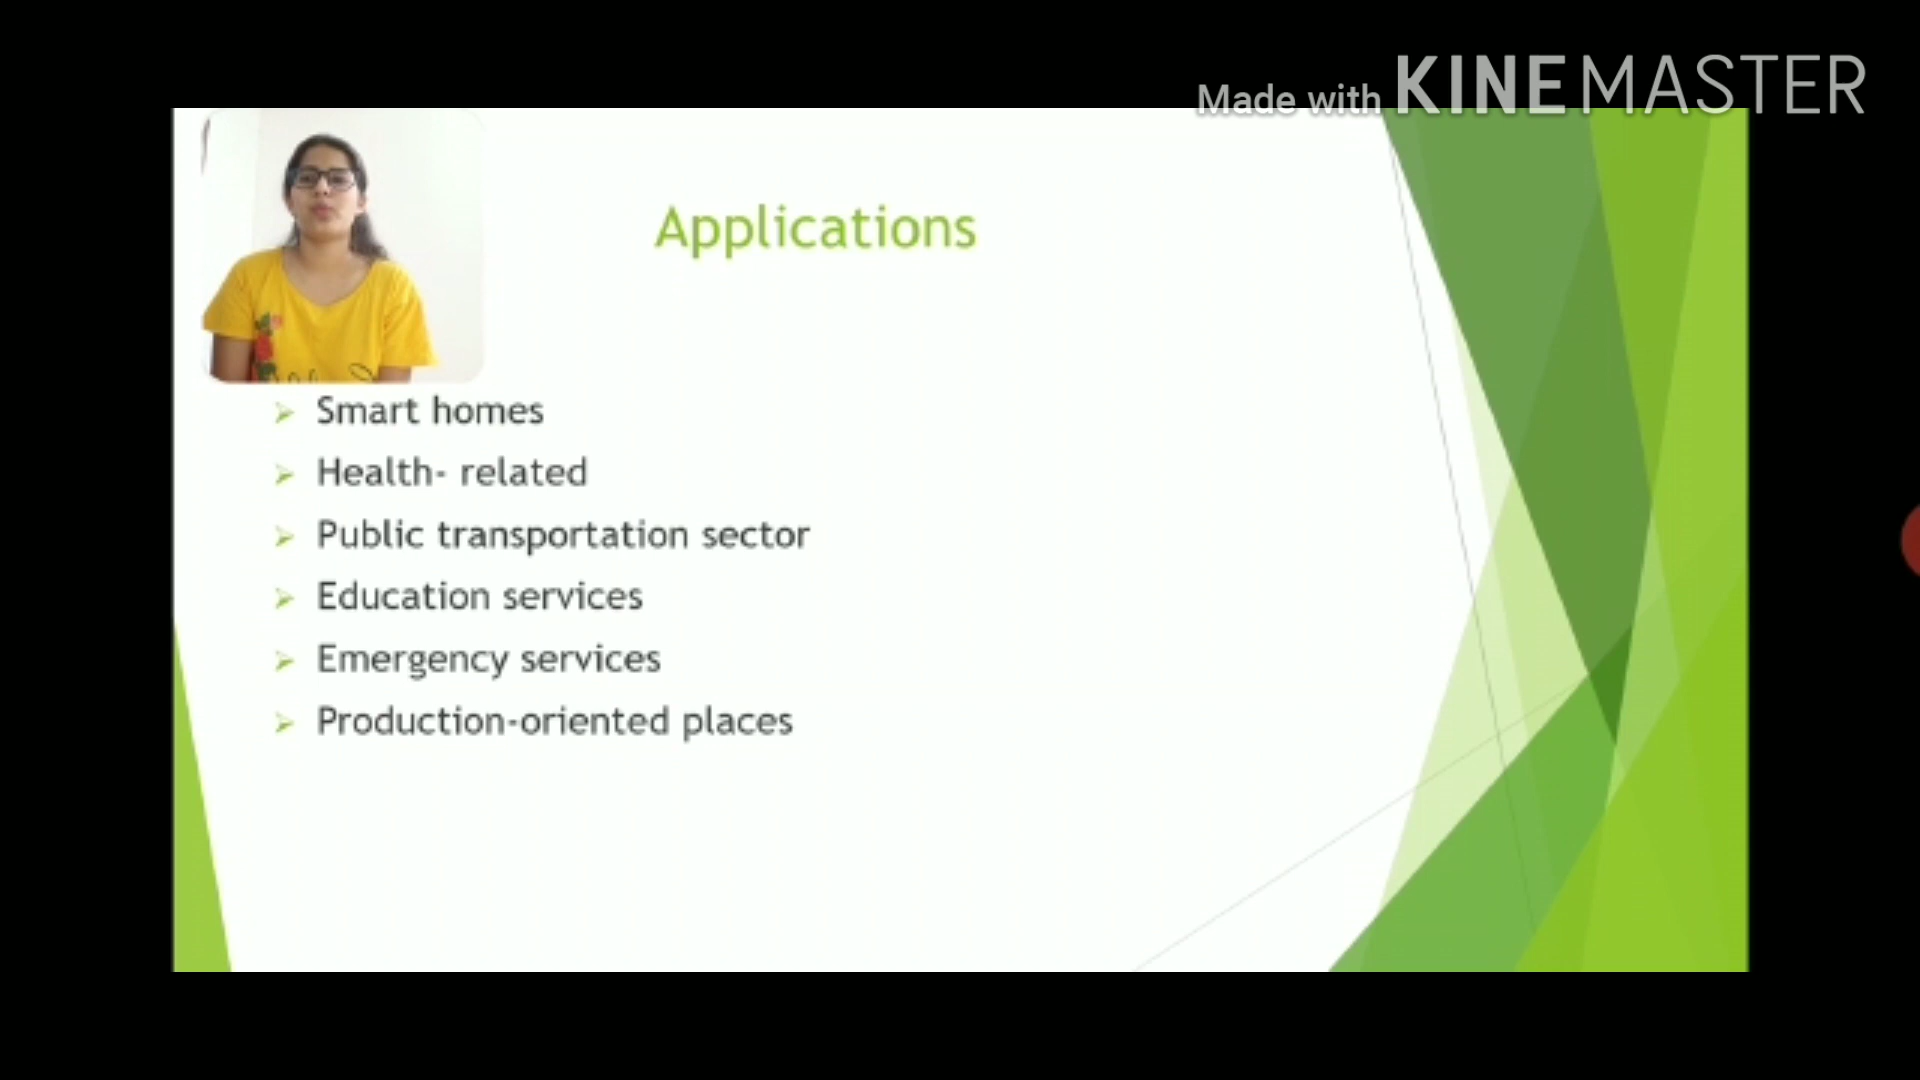 Made with KINEMASTER
Applications
Smart homes
Health- related
Public transportation sector
Education services
Emergency services
Production-oriented places